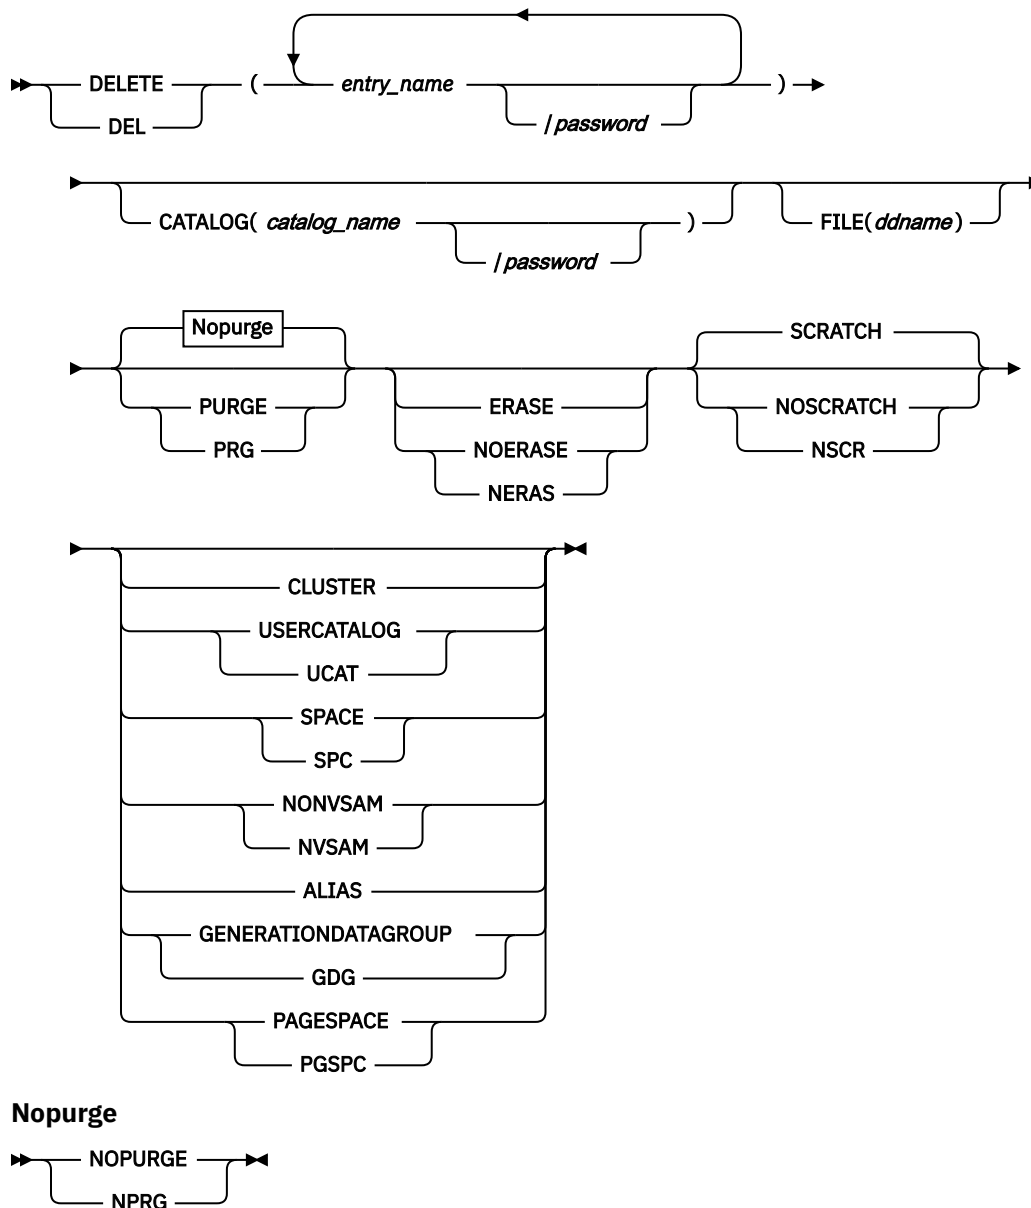 DELETE ( entry_name )
DEL /password
CATALOG( catalog_name ) FILE(ddname)
/password
Nopurge SCRATCH
PURGE ERASE NOSCRATCH
PRG NOERASE NSCR
NERAS
CLUSTER
USERCATALOG
UCAT
SPACE
SPC
NONVSAM
NVSAM
ALIAS
GENERATIONDATAGROUP
GDG
PAGESPACE
PGSPC
Nopurge
NOPURGE
NPRG